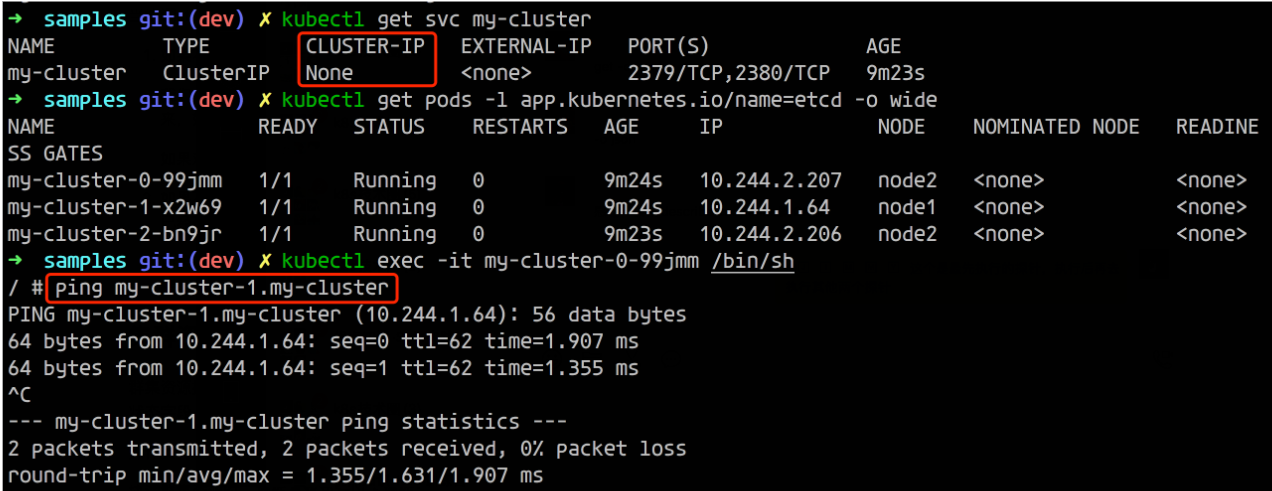 → samples git:(dev) ✗ kubectl get svc my-cluster
NAME TYPE CLUSTER-IP EXTERNAL-IP PORT(S) AGE
my-cluster ClusterIP None <none> 2379/TCP,2380/TCP 9m23s
→ samples git:(dev) ✗ kubectl get pods -l app.kubernetes.io/name=etcd -o wide
NAME READY STATUS RESTARTS AGE IP NODE NOMINATED NODE READINE
SS GATES
my-cluster-0-99jmm 1/1 Running 0 9m24s 10.244.2.207 node2 <none> <none>
my-cluster-1-x2w69 1/1 Running 0 9m24s 10.244.1.64 node1 <none> <none>
my-cluster-2-bn9jr 1/1 Running 0 9m23s 10.244.2.206 node2 <none> <none>
→ samples git:(dev) ✗ kubectl exec -it my-cluster-0-99jmm /bin/sh
/ # ping my-cluster-1.my-cluster
PING my-cluster-1.my-cluster (10.244.1.64): 56 data bytes
64 bytes from 10.244.1.64: seq=0 ttl=62 time=1.907 ms
64 bytes from 10.244.1.64: seq=1 ttl=62 time=1.355 ms
^C
--- my-cluster-1.my-cluster ping statistics ---
2 packets transmitted, 2 packets received, 0% packet loss
round-trip min/avg/max = 1.355/1.631/1.907 ms